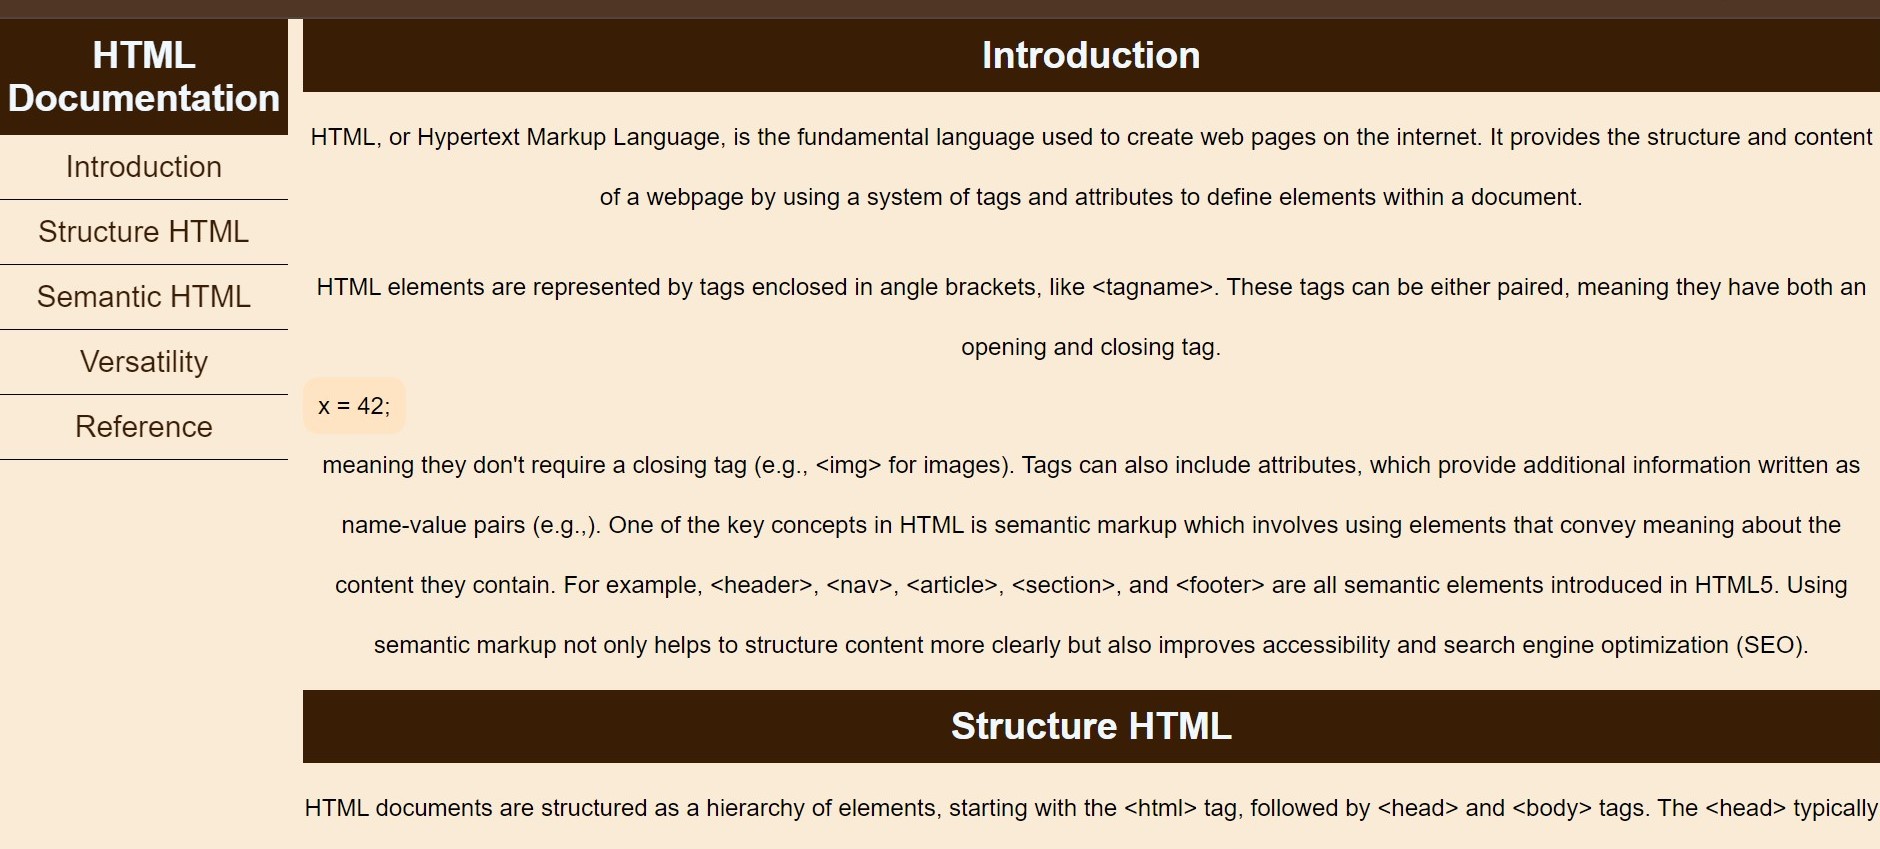 HTML
Documentation
Introduction
Structure HTML
Semantic HTML
Versatility
Reference
Introduction
HTML, or Hypertext Markup Language, is the fundamental language used to create web pages on the internet. It provides the structure and content
of a webpage by using a system of tags and attributes to define elements within a document.
HTML elements are represented by tags enclosed in angle brackets, like <tagname>. These tags can be either paired, meaning they have both an
opening and closing tag.
x = 42;
meaning they don't require a closing tag (e.g., <img> for images). Tags can also include attributes, which provide additional information written as
name-value pairs (e.g.,). One of the key concepts in HTML is semantic markup which involves using elements that convey meaning about the
content they contain. For example, <header>, <nav>, <article>, <section>, and <footer> are all semantic elements introduced in HTML5. Using
semantic markup not only helps to structure content more clearly but also improves accessibility and search engine optimization (SEO).
Structure HTML
HTML documents are structured as a hierarchy of elements, starting with the <html> tag, followed by <head> and <body> tags. The <head> typically